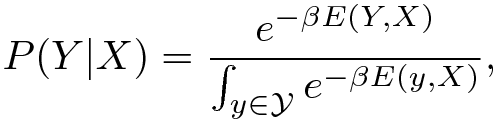 P(Y|X) = \frac{e^{-\beta E(Y,X)}}{\int_{y \in \mathcal{Y}} e^{-\beta E(y,X)}},